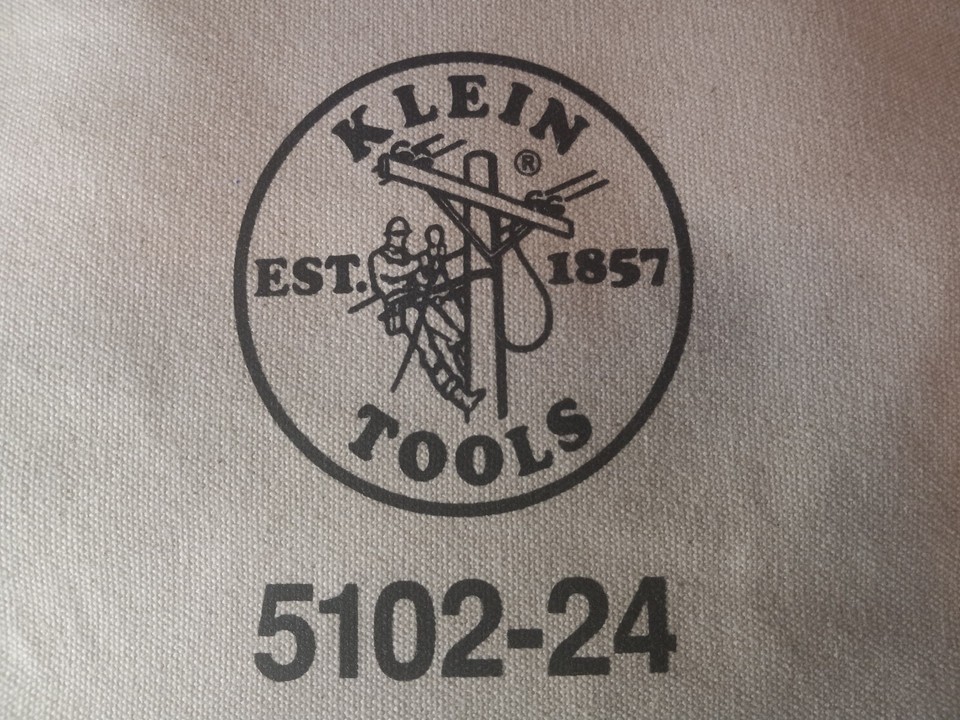 KLEIN
®
EST. 1857
TOOLS
5102-24